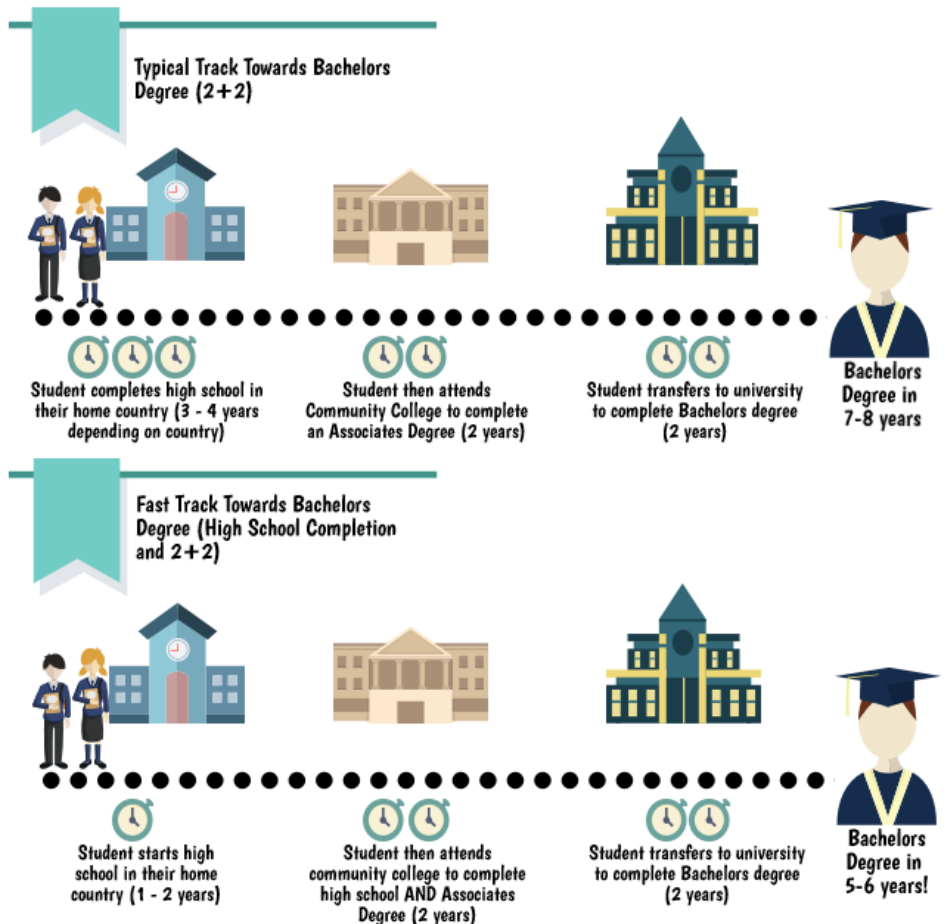 Typical Track Towards Bachelors
Degree (2+2)
Student completes high school in
their home country (3 - 4 years
depending on country)
Student then attends
Community College to complete
an Associates Degree (2 years)
Student transfers to university
to complete Bachelors degree
(2 years)
Bachelors
Degree in
7-8 years
Fast Track Towards Bachelors
Degree (High School Completion
and 2+2)
Student starts high
school in their home
country (1 - 2 years)
Student then attends
community college to complete
high school AND Associates
Degree (2 years)
Student transfers to university
to complete Bachelors degree
(2 years)
Bachelors
Degree in
5-6 years!